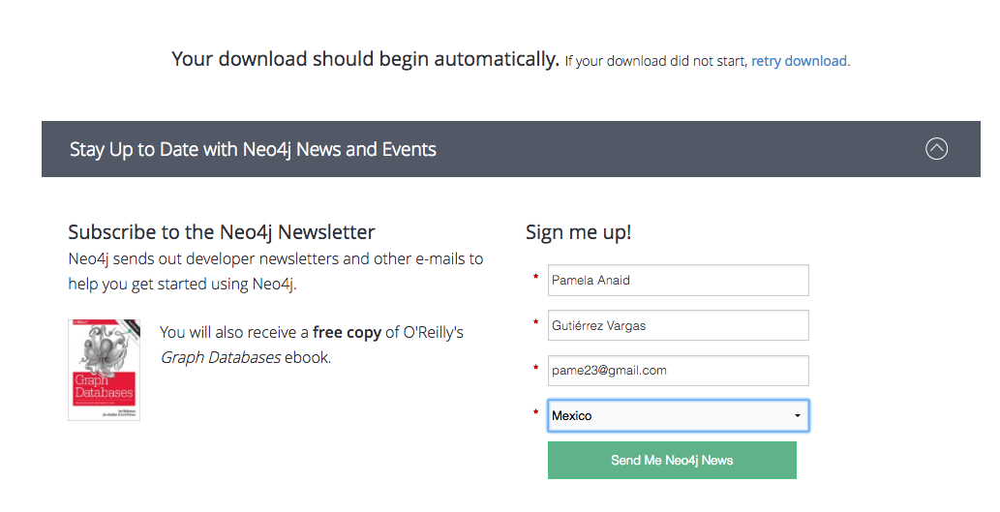 Your download should begin automatically. If your download did not start, retry download.
Stay Up to Date with Neo4j News and Events
Subscribe to the Neo4j Newsletter
Neo4j sends out developer newsletters and other e-mails to
help you get started using Neo4j.
O'REILLY
Graph
Databases
You will also receive a free copy of O'Reilly's
Graph Databases ebook.
Sign me up!
* Pamela Anaid
* Gutiérrez Vargas
* pame23@gmail.com
* Mexico
Send Me Neo4j News